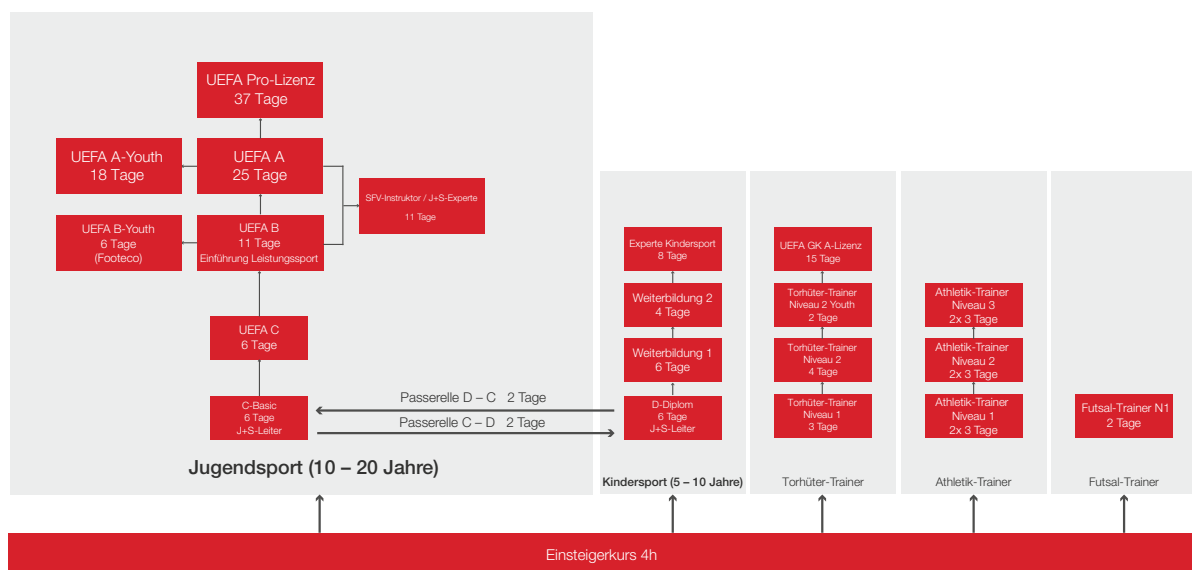 UEFA Pro-Lizenz
37 Tage
UEFA A-Youth
18 Tage
UEFA A
25 Tage
SFV-Instruktor / J+S-Experte
11 Tage
UEFA B-Youth
6 Tage
(Footeco)
UEFA B
11 Tage
Einführung Leistungssport
UEFA C
6 Tage
C-Basic
6 Tage
J+S-Leiter
Passerelle D – C 2 Tage
Passerelle C – D 2 Tage
Jugendsport (10 – 20 Jahre)
Experte Kindersport
8 Tage
Weiterbildung 2
4 Tage
Weiterbildung 1
6 Tage
D-Diplom
6 Tage
J+S-Leiter
Kindersport (5 – 10 Jahre)
UEFA GK A-Lizenz
15 Tage
Torhüter-Trainer
Niveau 2 Youth
2 Tage
Torhüter-Trainer
Niveau 2
4 Tage
Torhüter-Trainer
Niveau 1
3 Tage
Torhüter-Trainer
Athletik-Trainer
Niveau 3
2x 3 Tage
Athletik-Trainer
Niveau 2
2x 3 Tage
Athletik-Trainer
Niveau 1
2x 3 Tage
Athletik-Trainer
Futsal-Trainer N1
2 Tage
Futsal-Trainer
Einsteigerkurs 4h